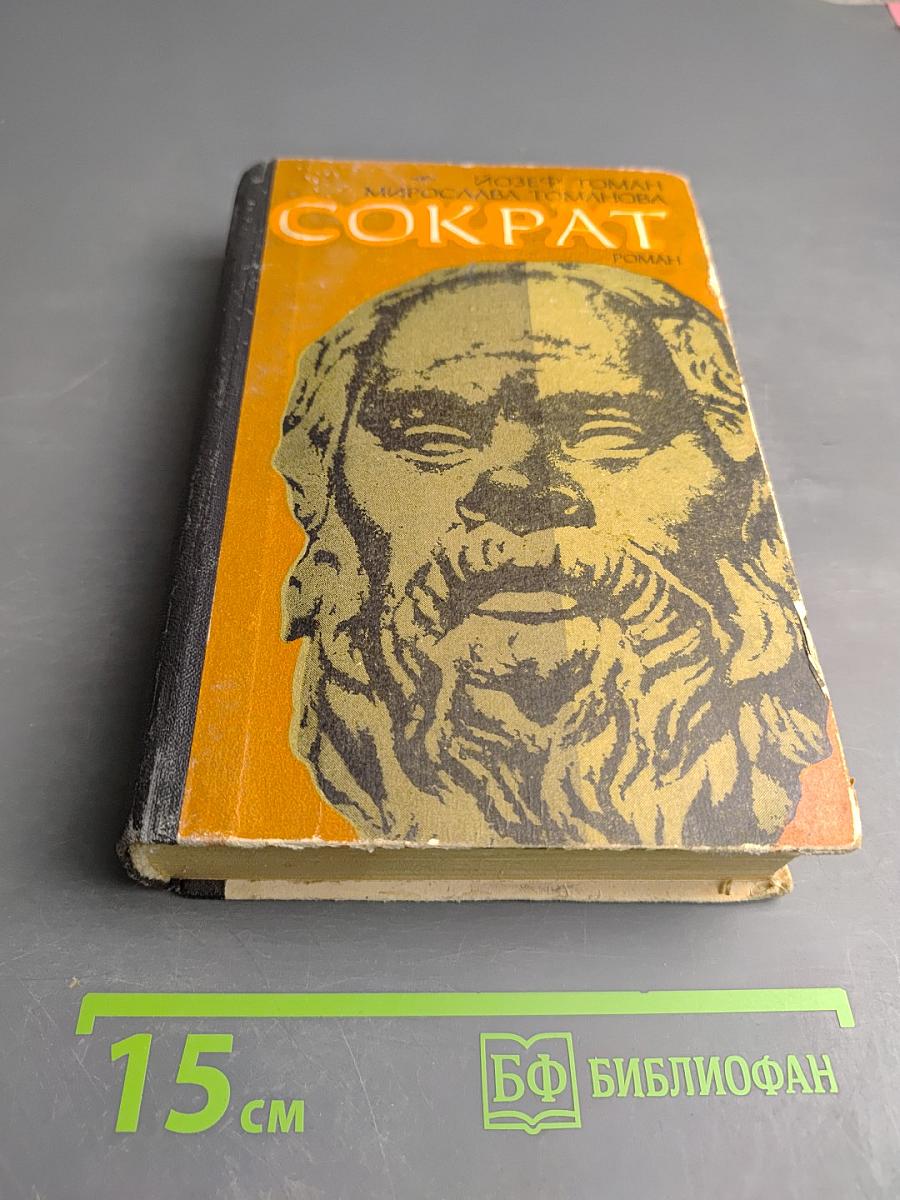 ЙОЗЕФ ТОМАН
МИРОСЛАВА ТОМАНОВА
СОКРАТ
РОМАН
15 см
БФ БИБЛИОФАН